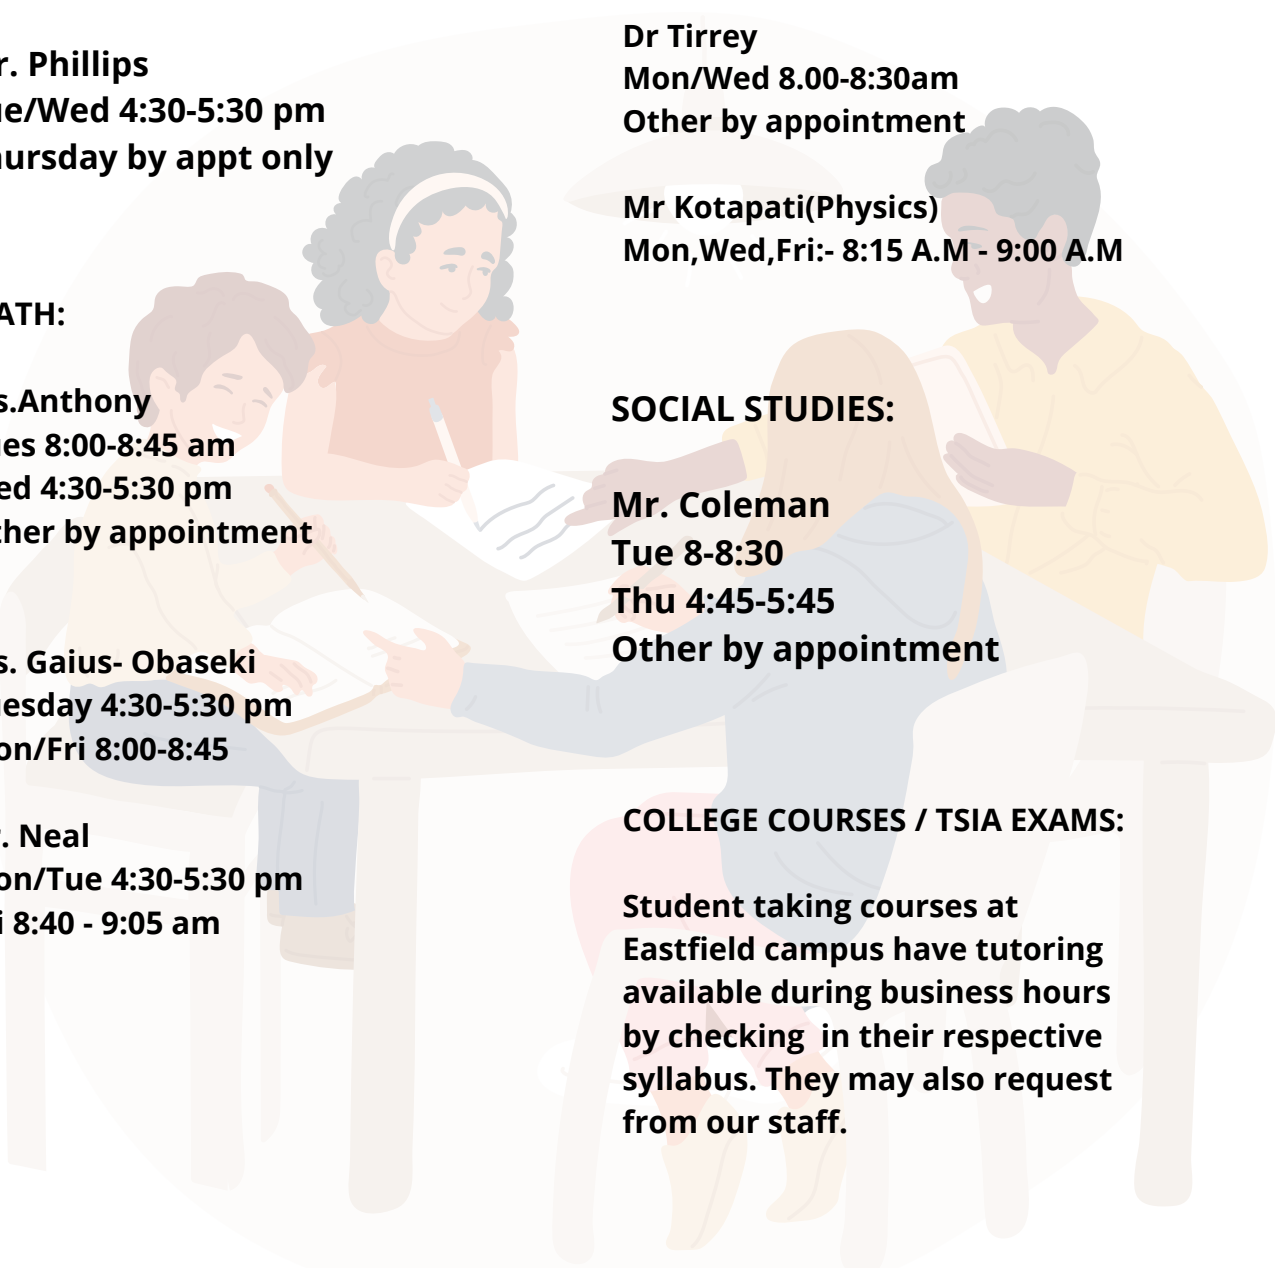 r. Phillips
ue/Wed 4:30-5:30 pm
hursday by appt only
ATH:
s.Anthony
ues 8:00-8:45 am
ed 4:30-5:30 pm
ther by appointment
s. Gaius- Obaseki
uesday 4:30-5:30 pm
on/Fri 8:00-8:45
r. Neal
on/Tue 4:30-5:30 pm
i 8:40 - 9:05 am
Dr Tirrey
Mon/Wed 8.00-8:30am
Other by appointment
Mr Kotapati(Physics)
Mon,Wed,Fri:- 8:15 A.M - 9:00 A.M
SOCIAL STUDIES:
Mr. Coleman
Tue 8-8:30
Thu 4:45-5:45
Other by appointment
COLLEGE COURSES / TSIA EXAMS:
Student taking courses at
Eastfield campus have tutoring
available during business hours
by checking  in their respective
syllabus. They may also request
from our staff.